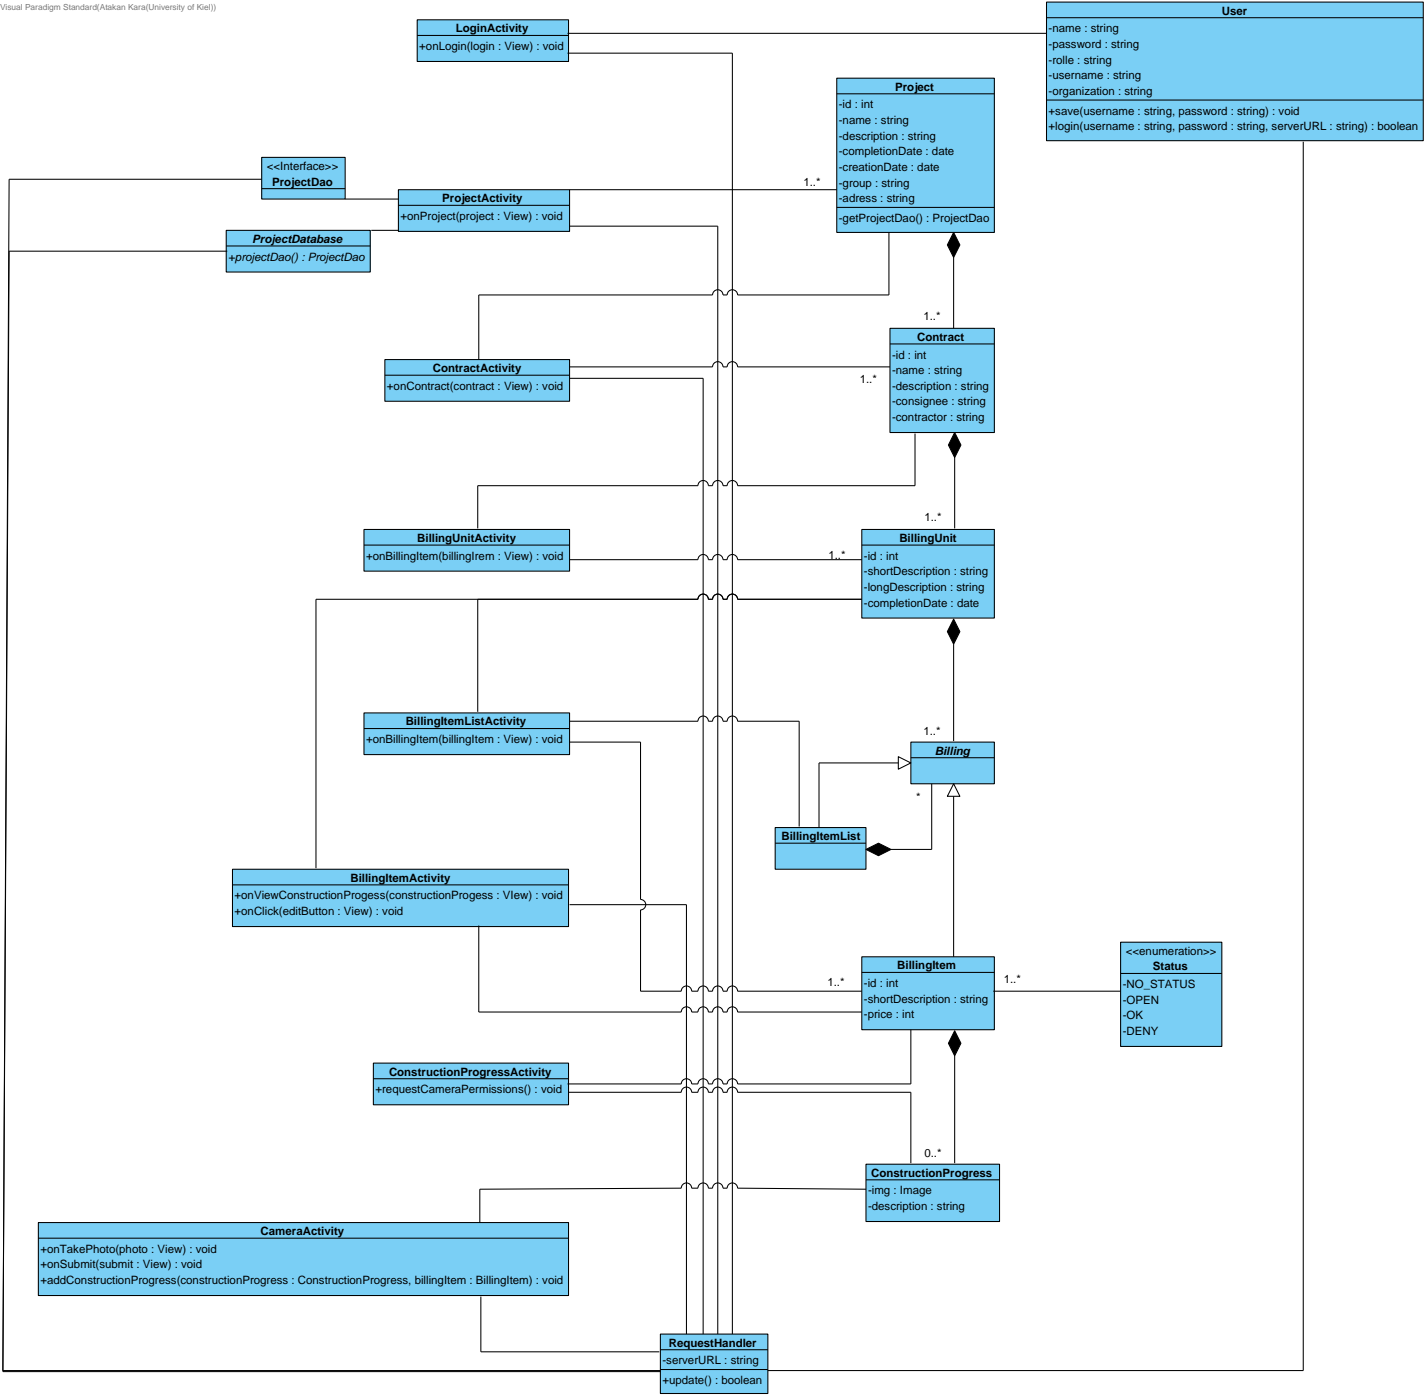 Visual Paradigm Standard(Atakan Kara(University of Kiel))
LoginActivity
+onLogin(login : View) : void
User
-name : string
-password : string
-rolle : string
-username : string
-organization : string
+save(username : string, password : string) : void
+login(username : string, password : string, serverURL : string) : boolean
Project
-id : int
-name : string
-description : string
-completionDate : date
-creationDate : date
-group : string
-adress : string
-getProjectDao() : ProjectDao
<<Interface>>
ProjectDao
ProjectActivity
+onProject(project : View) : void
1..*
ProjectDatabase
+projectDao() : ProjectDao
1..*
Contract
-id : int
-name : string
-description : string
-consignee : string
-contractor : string
ContractActivity
+onContract(contract : View) : void
1..*
1..*
BillingUnitActivity
+onBillingItem(billingIrem : View) : void
1..*
BillingUnit
-id : int
-shortDescription : string
-longDescription : string
-completionDate : date
BillingItemListActivity
+onBillingItem(billingItem : View) : void
1..*
Billing
*
BillingItemList
BillingItemActivity
+onViewConstructionProgess(constructionProgess : VIew) : void
+onClick(editButton : View) : void
1..*
BillingItem
-id : int
-shortDescription : string
-price : int
1..*
<<enumeration>>
Status
-NO_STATUS
-OPEN
-OK
-DENY
ConstructionProgressActivity
+requestCameraPermissions() : void
0..*
ConstructionProgress
-img : Image
-description : string
CameraActivity
+onTakePhoto(photo : View) : void
+onSubmit(submit : View) : void
+addConstructionProgress(constructionProgress : ConstructionProgress, billingItem : BillingItem) : void
RequestHandler
-serverURL : string
+update() : boolean